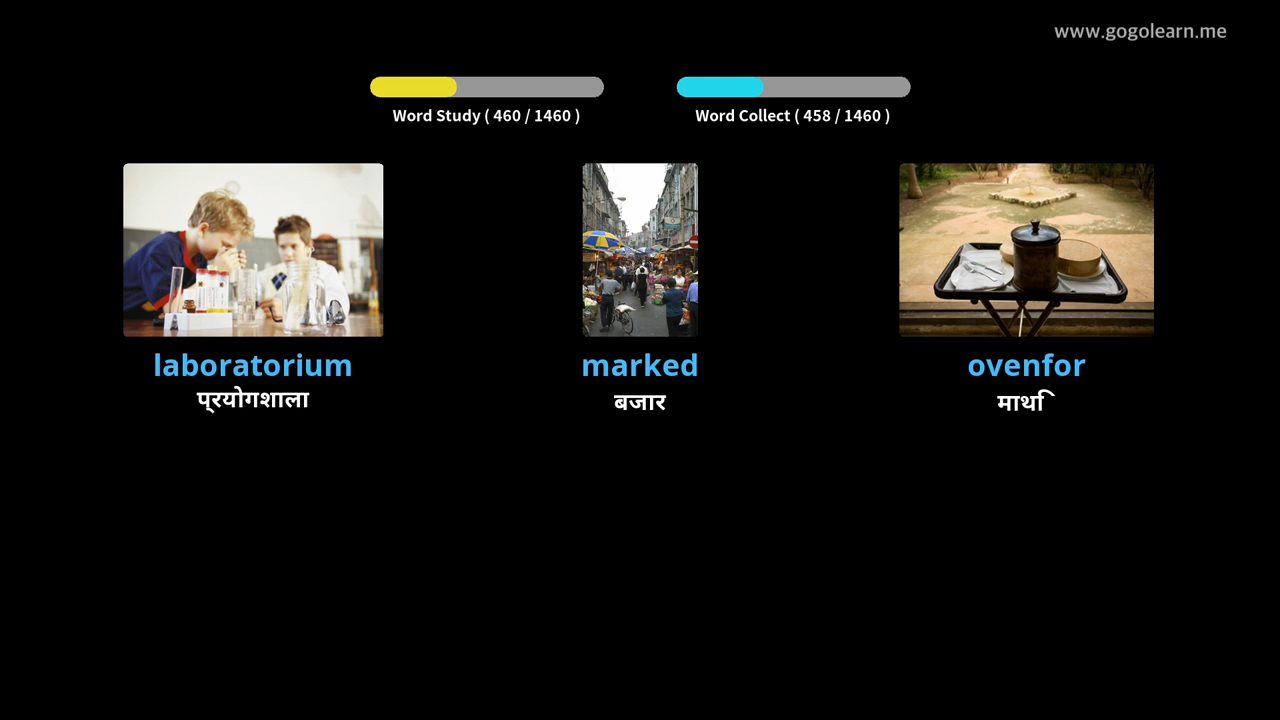 www.gogolearn.me
Word Study ( 460 / 1460 )
Word Collect ( 458 / 1460 )
laboratorium
प्रयोगशाला
marked
बजार
ovenfor
माथि